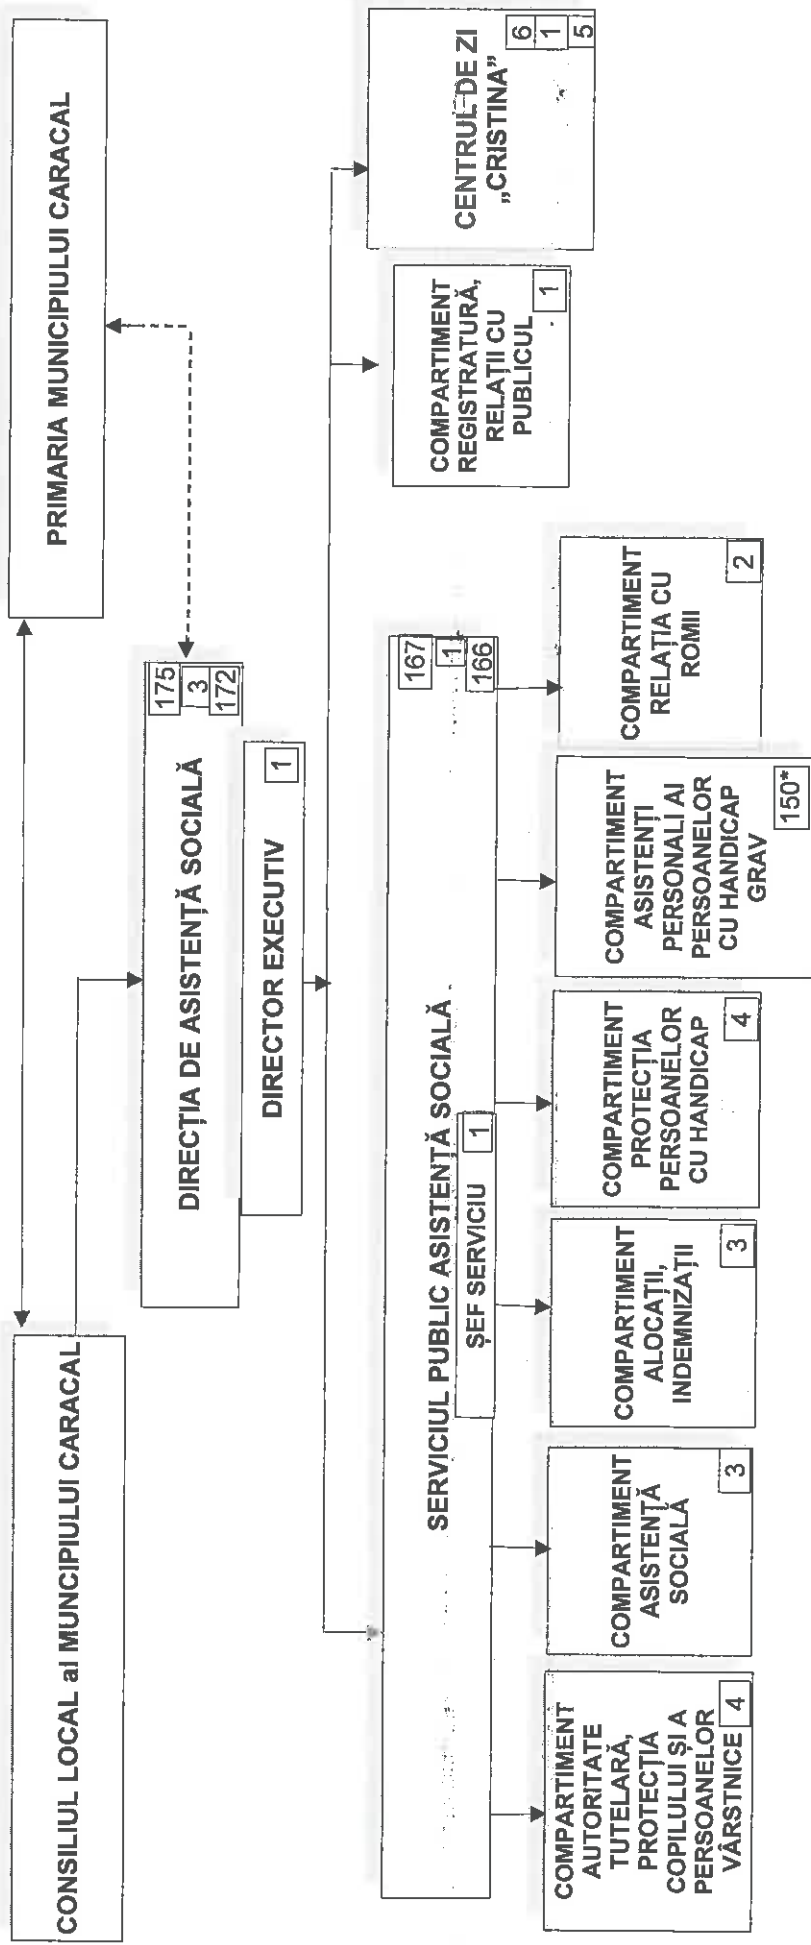 CONSILIUL LOCAL al MUNCIPIULUI CARACAL
PRIMARIA MUNICIPIULUI CARACAL
DIRECȚIA DE ASISTENȚĂ SOCIALĂ
175
3
172
DIRECTOR EXECUTIV
1
SERVICIUL PUBLIC ASISTENȚĂ SOCIALĂ
167
1
166
ȘEF SERVICIU
1
COMPARTIMENT
REGISTRATURĂ,
RELAȚII CU
PUBLICUL
1
CENTRUL DE ZI
„CRISTINA”
6
1
5
COMPARTIMENT
AUTORITATE
TUTELARĂ,
PROTECȚIA
COPILULUI ȘI A
PERSOANELOR
VÂRSTNICE
4
COMPARTIMENT
ASISTENȚĂ
SOCIALĂ
3
COMPARTIMENT
ALOCAȚII,
INDEMNIZAȚII
3
COMPARTIMENT
PROTECȚIA
PERSOANELOR
CU HANDICAP
4
COMPARTIMENT
ASISTENȚI
PERSONALI AI
PERSOANELOR
CU HANDICAP
GRAV
150*
COMPARTIMENT
RELAȚIA CU
ROMII
2